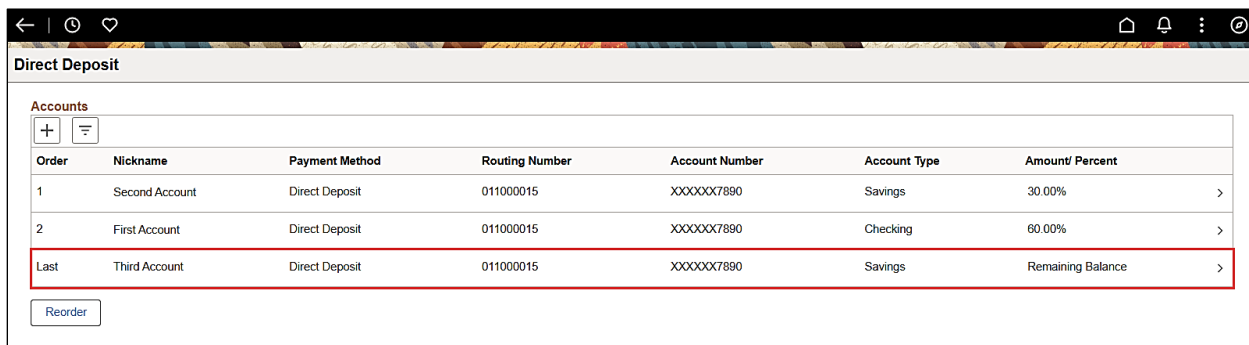 Direct Deposit
Accounts
Order Nickname Payment Method Routing Number Account Number Account Type Amount/ Percent
1 Second Account Direct Deposit 011000015 XXXXXX7890 Savings 30.00%
2 First Account Direct Deposit 011000015 XXXXXX7890 Checking 60.00%
Last Third Account Direct Deposit 011000015 XXXXXX7890 Savings Remaining Balance
Reorder